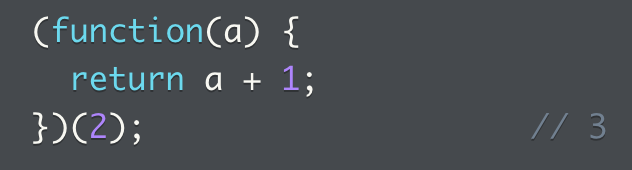 (function(a) {
  return a + 1;
})(2);                    // 3